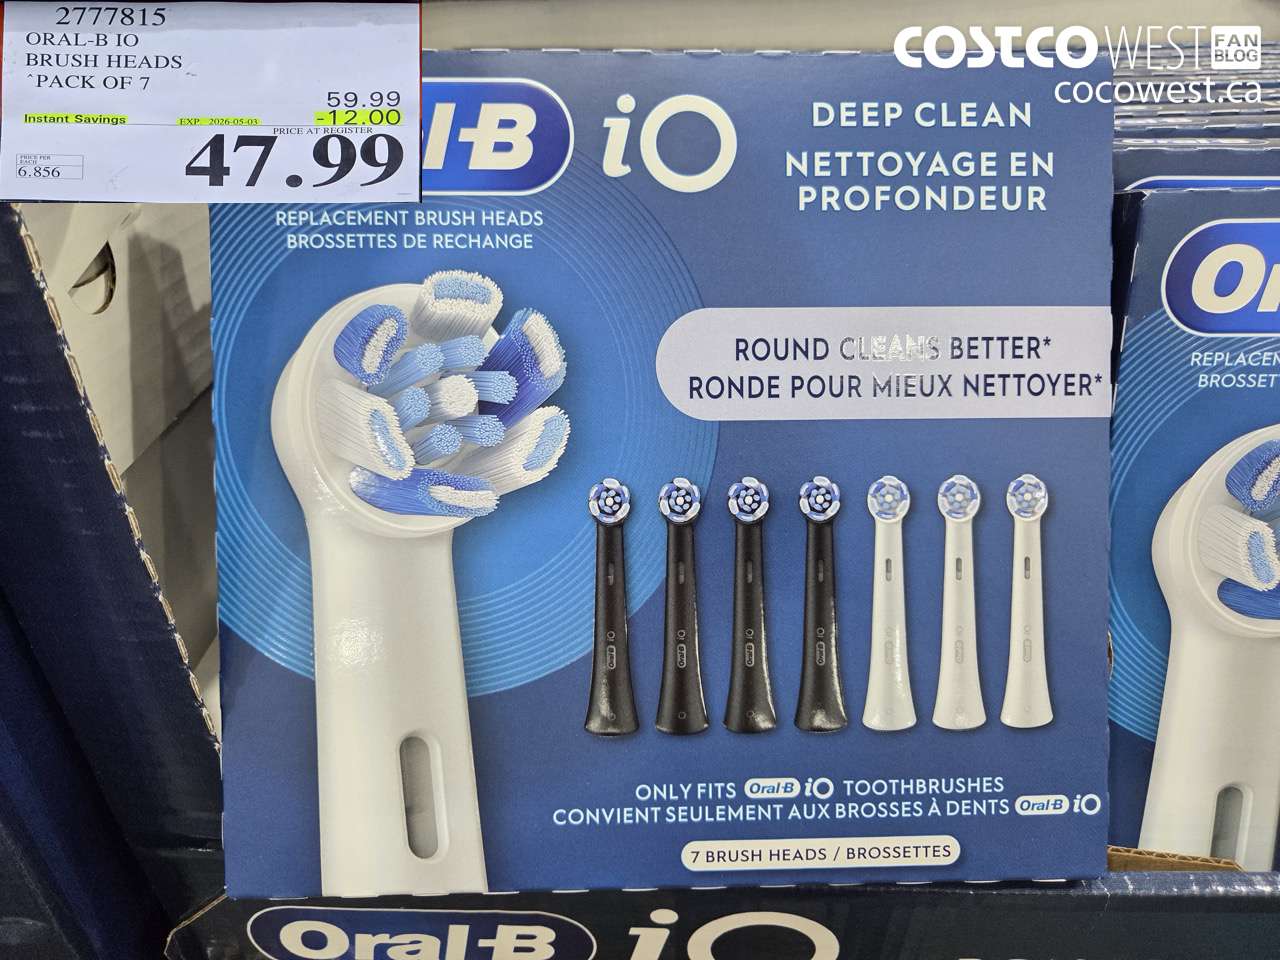 2777815
ORAL-B IO
BRUSH HEADS
^PACK OF 7
59.99
Instant Savings EXP. 2026-05-03 -12.00
PRICE AT REGISTER
PRICE PER
EACH
6.856
47.99
COSTCO WEST FAN BLOG
cocowest.ca
Oral-B iO
DEEP CLEAN
NETTOYAGE EN
PROFONDEUR
REPLACEMENT BRUSH HEADS
BROSSETTES DE RECHANGE
ROUND CLEANS BETTER*
RONDE POUR MIEUX NETTOYER*
ONLY FITS Oral-B iO TOOTHBRUSHES
CONVIENT SEULEMENT AUX BROSSES À DENTS Oral-B iO
7 BRUSH HEADS / BROSSETTES
Oral-B iO